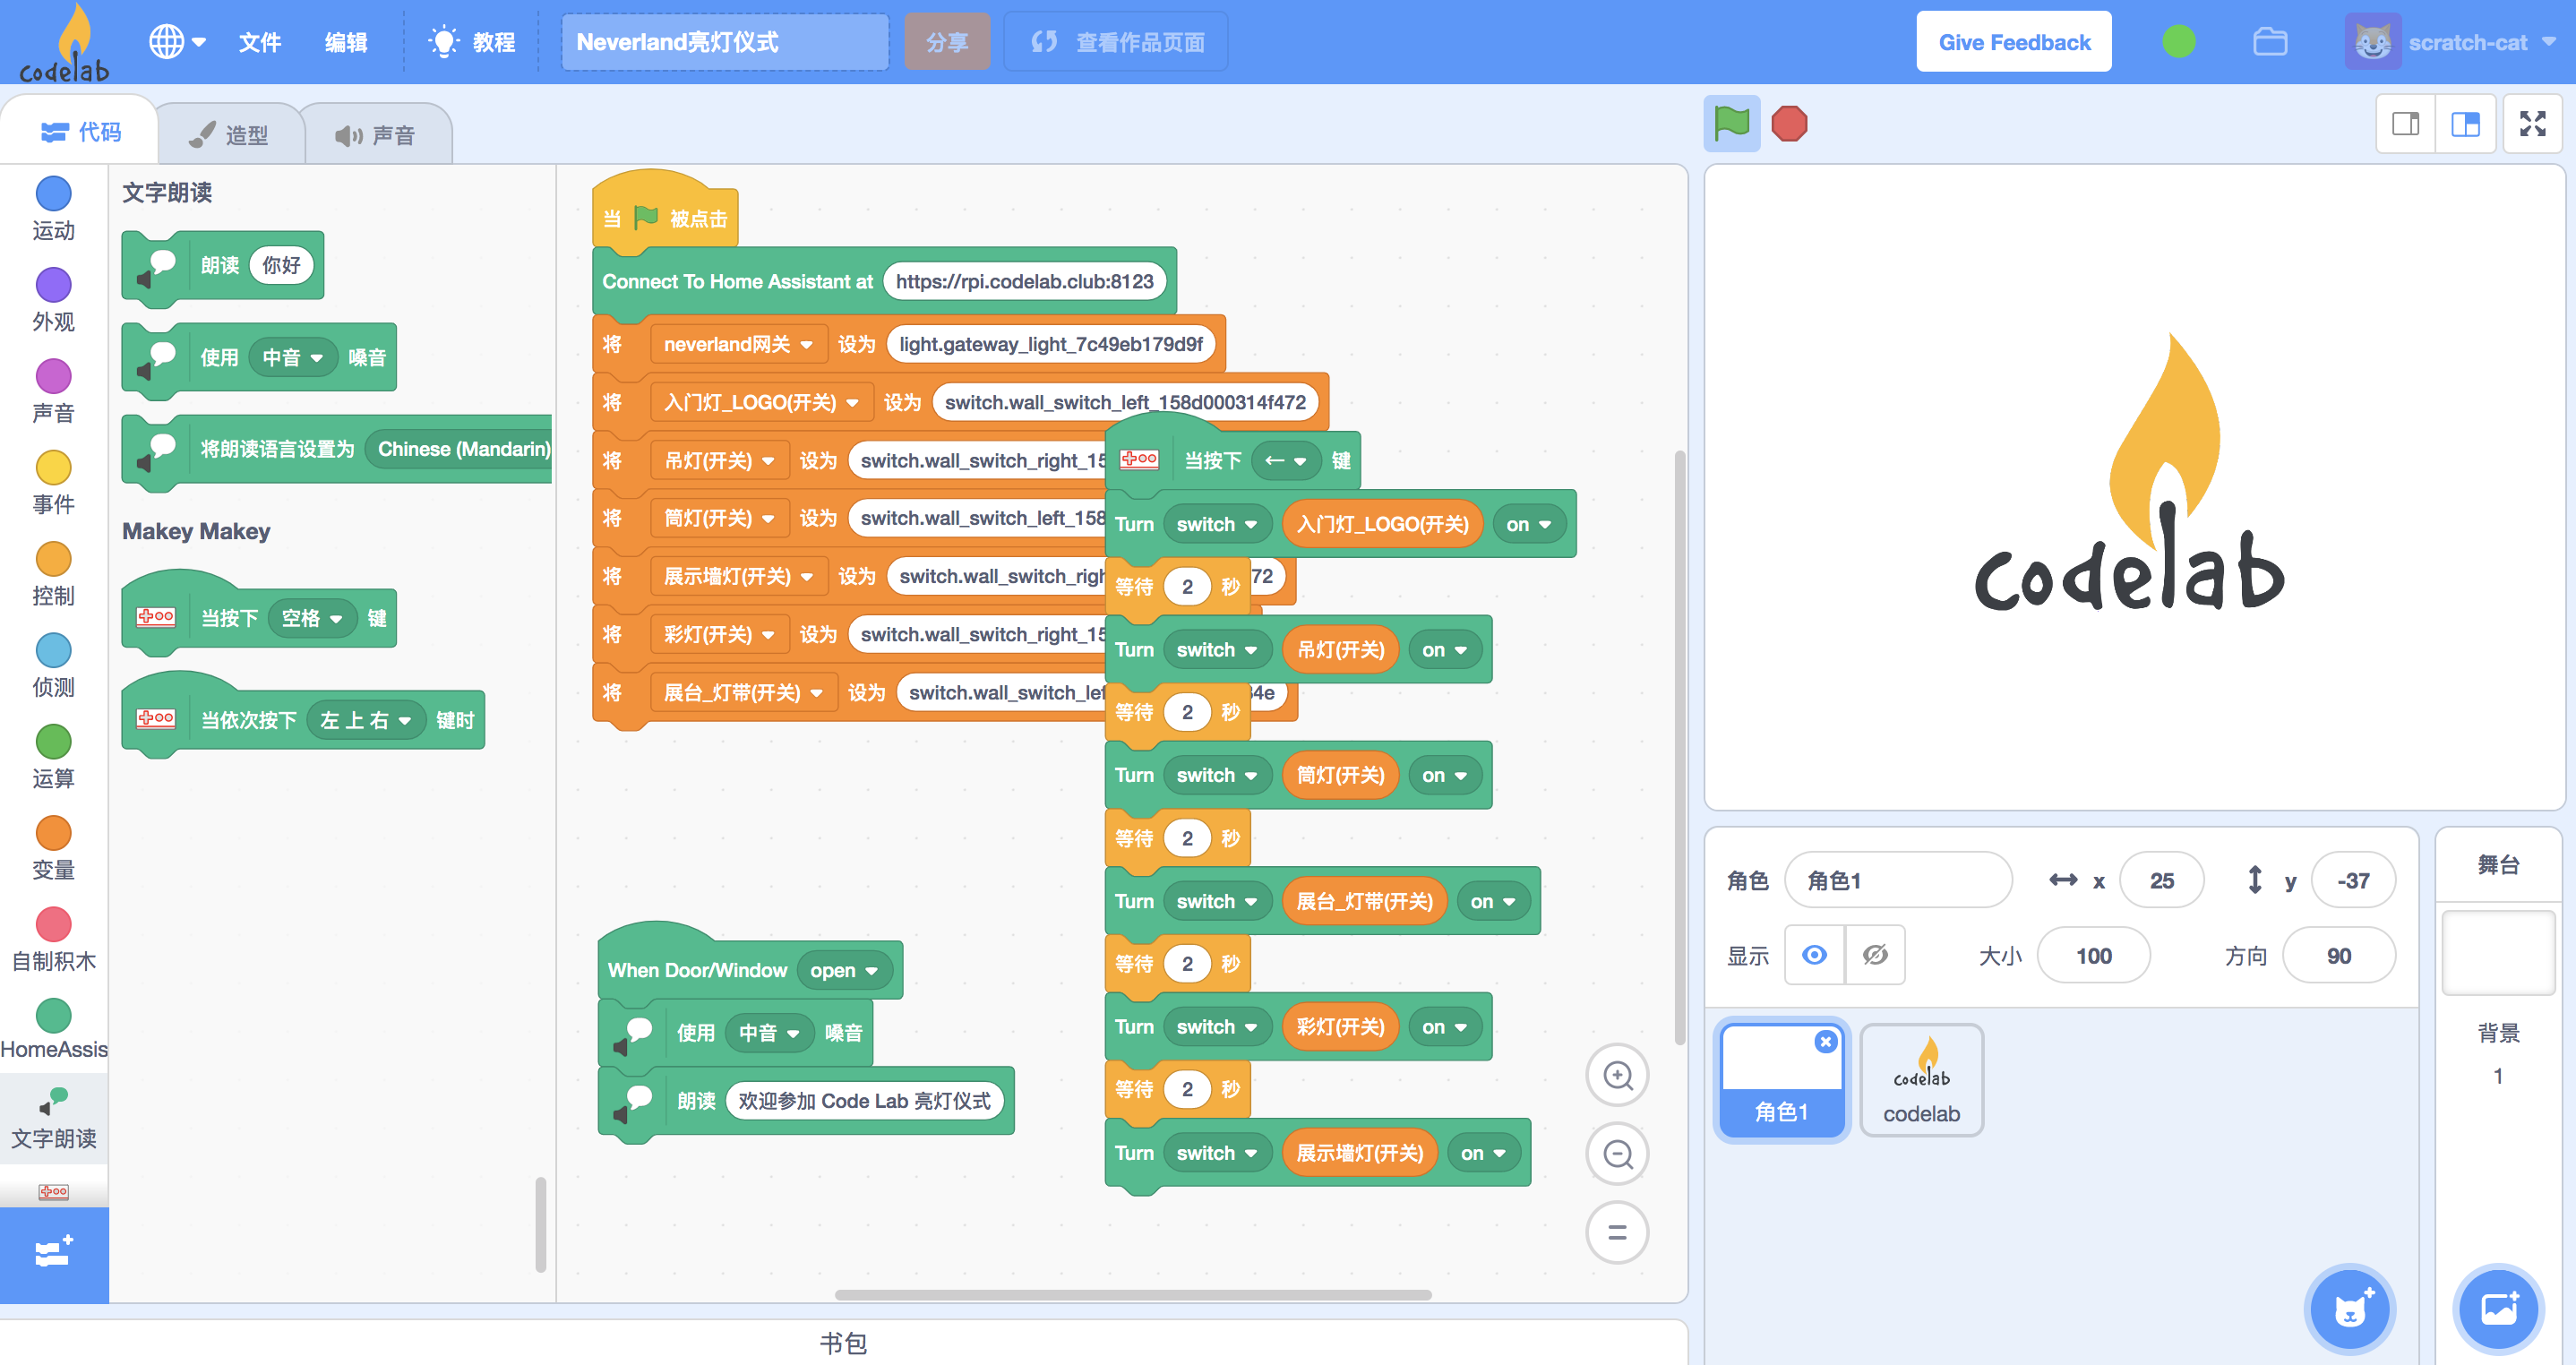 codelab
文件
编辑
教程
Neverland亮灯仪式
分享
查看作品页面
Give Feedback
scratch-cat
代码
造型
声音
运动
外观
声音
事件
控制
侦测
运算
变量
自制积木
HomeAssis
文字朗读
文字朗读
朗读 你好
使用 中音 嗓音
将朗读语言设置为 Chinese (Mandarin)
Makey Makey
当按下 空格 键
当依次按下 左 上 右 键时
当 被点击
Connect To Home Assistant at https://rpi.codelab.club:8123
将 neverland网关 设为 light.gateway_light_7c49eb179d9f
将 入门灯_LOGO(开关) 设为 switch.wall_switch_left_158d000314f472
将 吊灯(开关) 设为 switch.wall_switch_right_15
将 筒灯(开关) 设为 switch.wall_switch_left_158
将 展示墙灯(开关) 设为 switch.wall_switch_righ 72
将 彩灯(开关) 设为 switch.wall_switch_right_15
将 展台_灯带(开关) 设为 switch.wall_switch_lef 4e
当按下 ← 键
Turn switch 入门灯_LOGO(开关) on
等待 2 秒
Turn switch 吊灯(开关) on
等待 2 秒
Turn switch 筒灯(开关) on
等待 2 秒
Turn switch 展台_灯带(开关) on
等待 2 秒
Turn switch 彩灯(开关) on
等待 2 秒
Turn switch 展示墙灯(开关) on
When Door/Window open
使用 中音 嗓音
朗读 欢迎参加 Code Lab 亮灯仪式
书包
codelab
角色 角色1 x 25 y -37
显示 大小 100 方向 90
角色1
codelab
codelab
舞台
背景
1